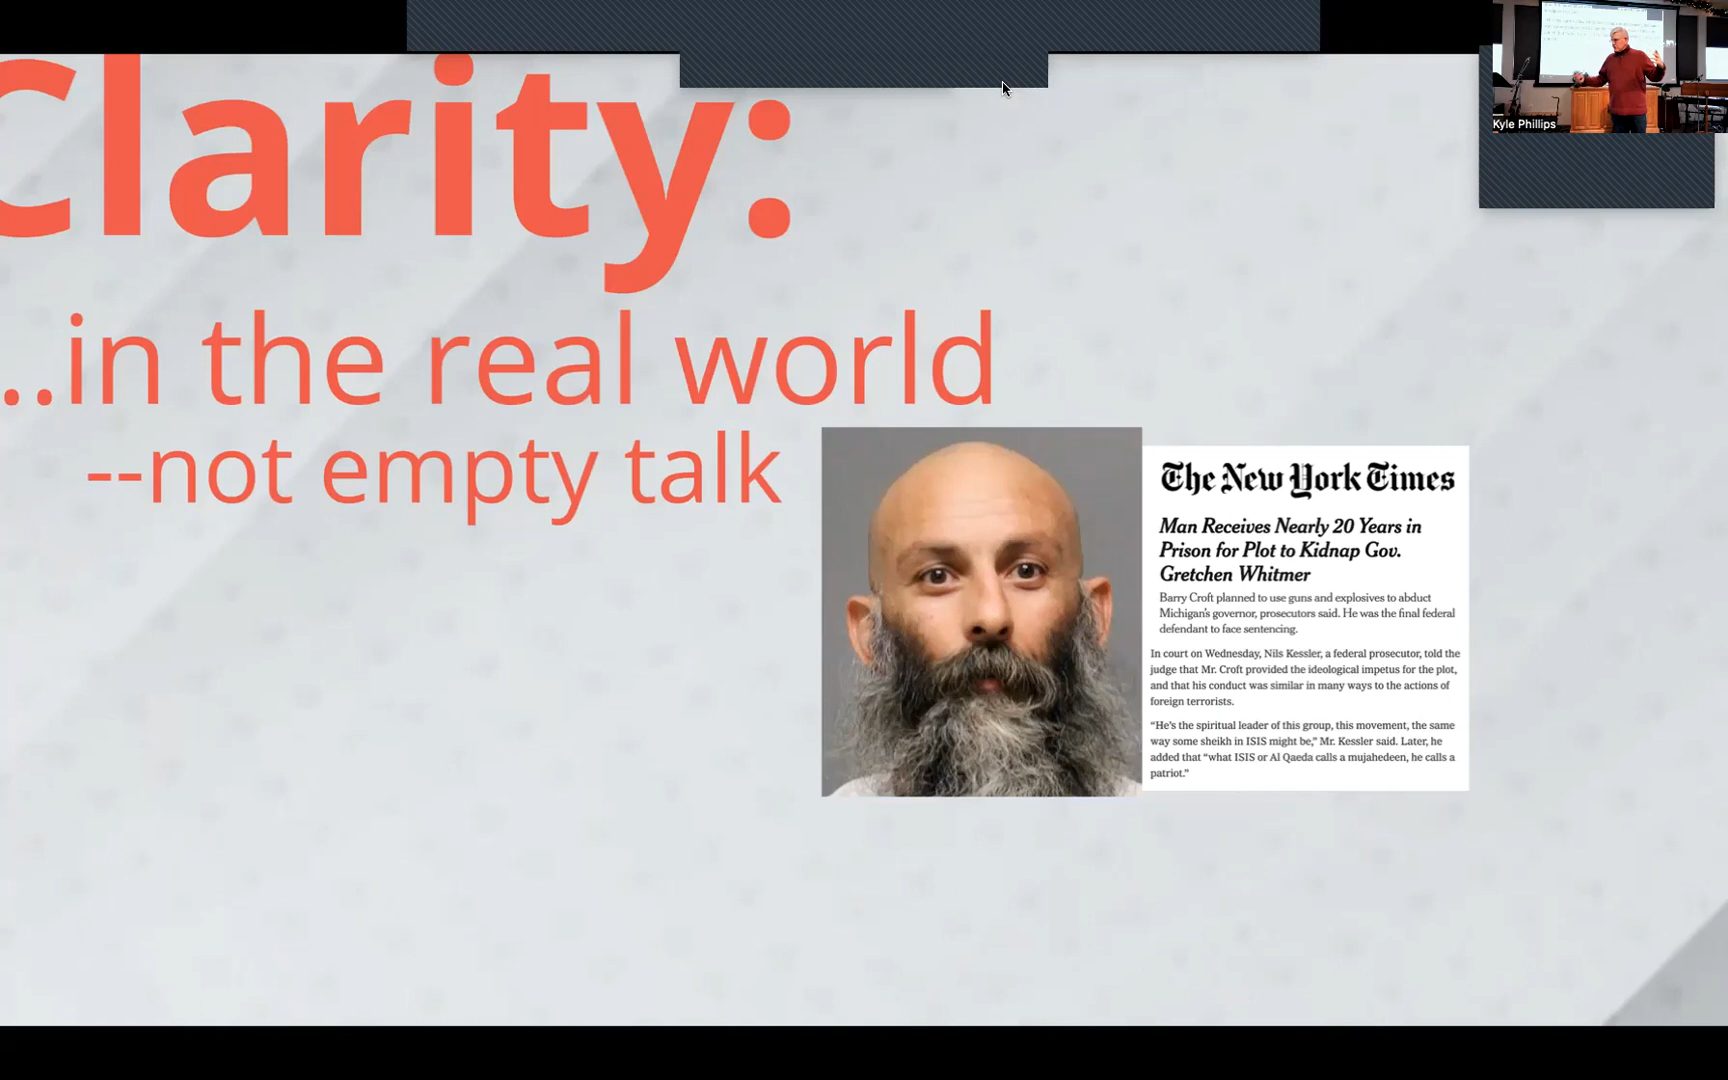 Clarity:
..in the real world
--not empty talk
The New York Times
Man Receives Nearly 20 Years in
Prison for Plot to Kidnap Gov.
Gretchen Whitmer
Barry Croft planned to use guns and explosives to abduct
Michigan's governor, prosecutors said. He was the final federal
defendant to face sentencing.
In court on Wednesday, Nils Kessler, a federal prosecutor, told the
judge that Mr. Croft provided the ideological impetus for the plot,
and that his conduct was similar in many ways to the actions of
foreign terrorists.
“He's the spiritual leader of this group, this movement, the same
way some sheikh in ISIS might be,” Mr. Kessler said. Later, he
added that “what ISIS or Al Qaeda calls a mujahedeen, he calls a
patriot.”
Kyle Phillips